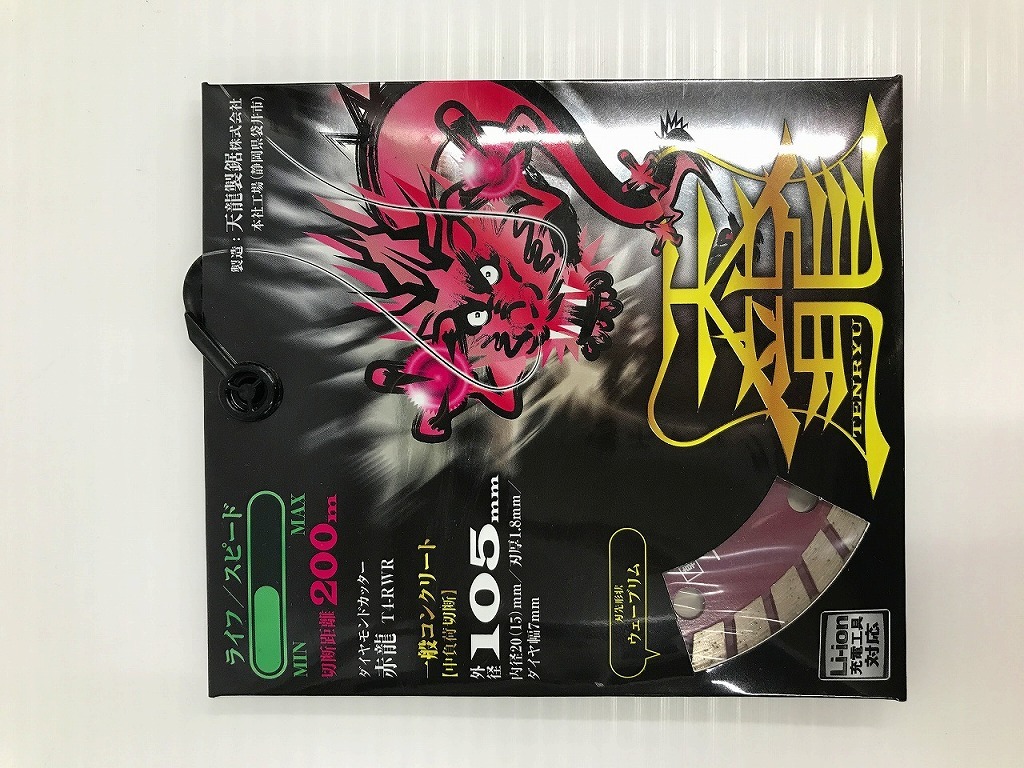 天龍
TENRYU
製造：天龍製鋸株式会社
本社工場(静岡県袋井市)
ライフ／スピード
MIN MAX
切断距離 200m
ダイヤモンドカッター
赤龍 T4-RWR
一般コンクリート
[中負荷切断]
外径 105mm
内径20(15)mm／刃厚1.8mm／
ダイヤ幅7mm
刃先形状
ウェーブリム
Li-ion
充電工具
対応